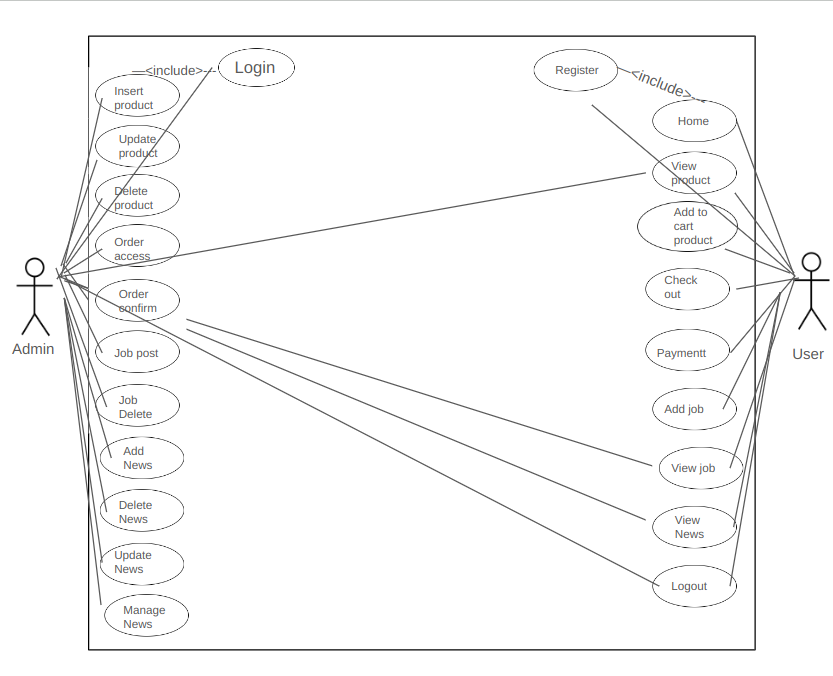 ---<include>---
Login
Register
--<include>--
Insert
product
Home
Update
product
View
product
Delete
product
Add to
cart
product
Order
access
Check
out
Order
confirm
Admin
User
Job post
Paymentt
Job
Delete
Add job
Add
News
View job
Delete
News
View
News
Update
News
Logout
Manage
News